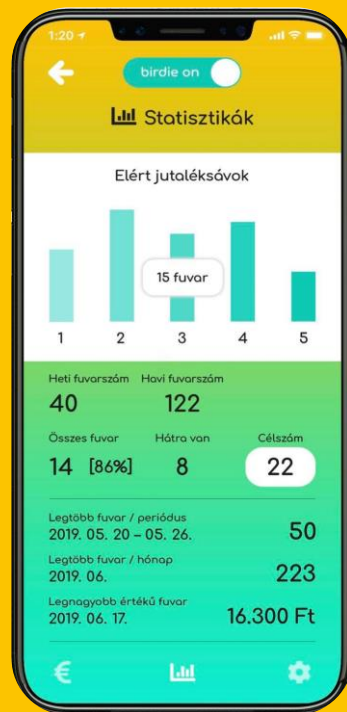 1:20
birdie on
Statisztikák
Elért jutaléksávok
15 fuvar
1 2 3 4 5
Heti fuvarszám Havi fuvarszám
40 122
Összes fuvar Hátra van Célszám
14 [86%] 8 22
Legtöbb fuvar / periódus
2019. 05. 20 – 05. 26. 50
Legtöbb fuvar / hónap
2019. 06. 223
Legnagyobb értékű fuvar
2019. 06. 17. 16.300 Ft
€